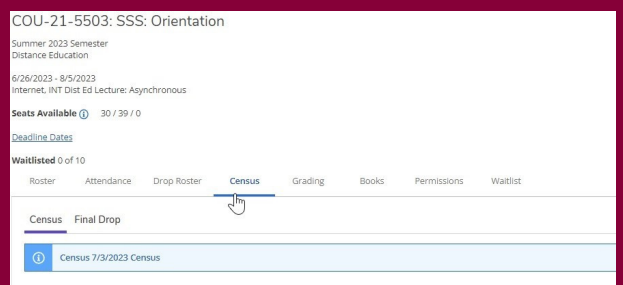 COU-21-5503: SSS: Orientation
Summer 2023 Semester
Distance Education
6/26/2023 - 8/5/2023
Internet, INT Dist Ed Lecture: Asynchronous
Seats Available 30 / 39 / 0
Deadline Dates
Waitlisted 0 of 10
Roster Attendance Drop Roster Census Grading Books Permissions Waitlist
Census Final Drop
Census 7/3/2023 Census